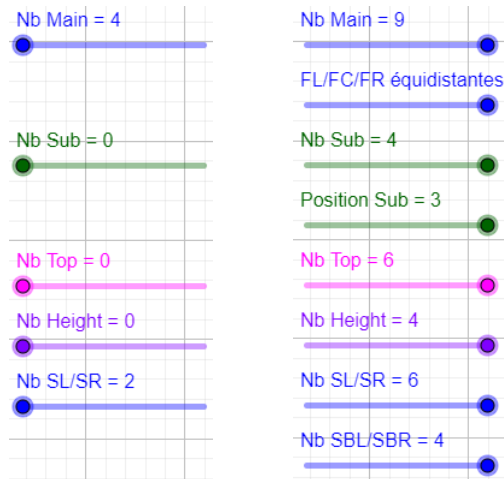 Nb Main = 4
Nb Sub = 0
Nb Top = 0
Nb Height = 0
Nb SL/SR = 2
Nb Main = 9
FL/FC/FR équidistantes
Nb Sub = 4
Position Sub = 3
Nb Top = 6
Nb Height = 4
Nb SL/SR = 6
Nb SBL/SBR = 4